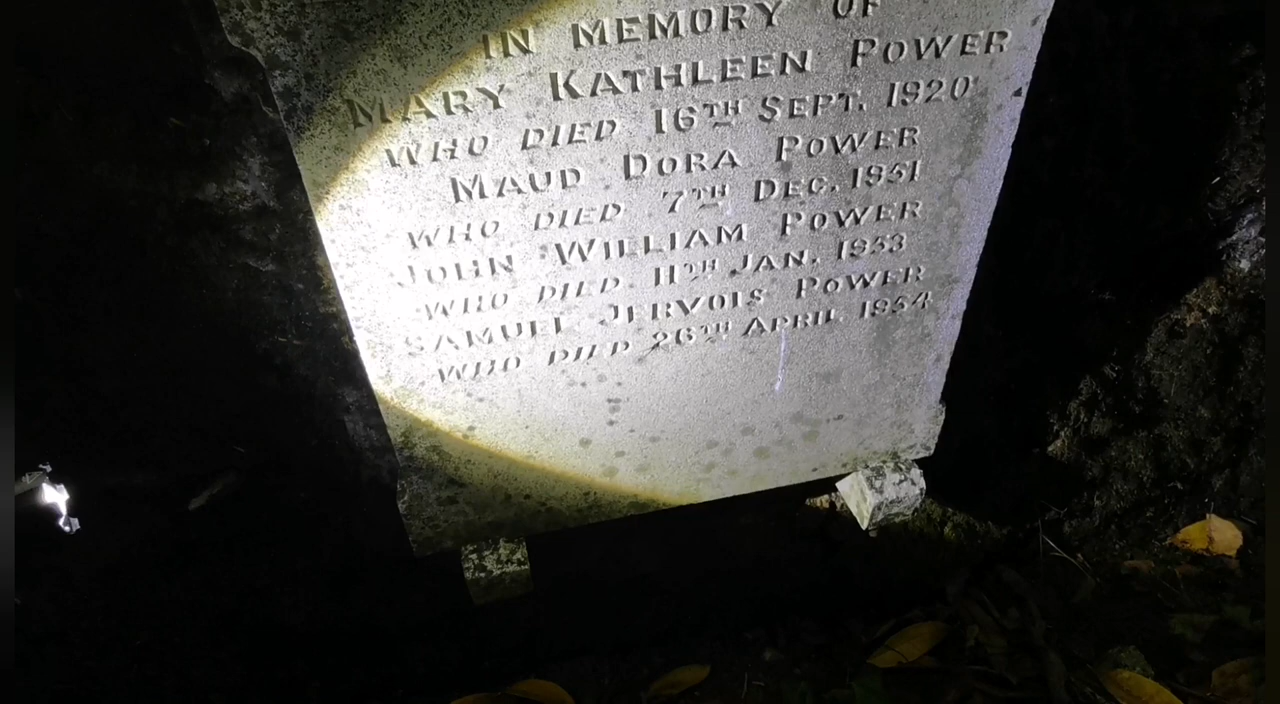 IN MEMORY OF
MARY KATHLEEN POWER
WHO DIED 16TH SEPT. 1920
MAUD DORA POWER
WHO DIED 7TH DEC. 1951
JOHN WILLIAM POWER
WHO DIED 11TH JAN. 1953
SAMUEL JERVOIS POWER
WHO DIED 26TH APRIL 1954